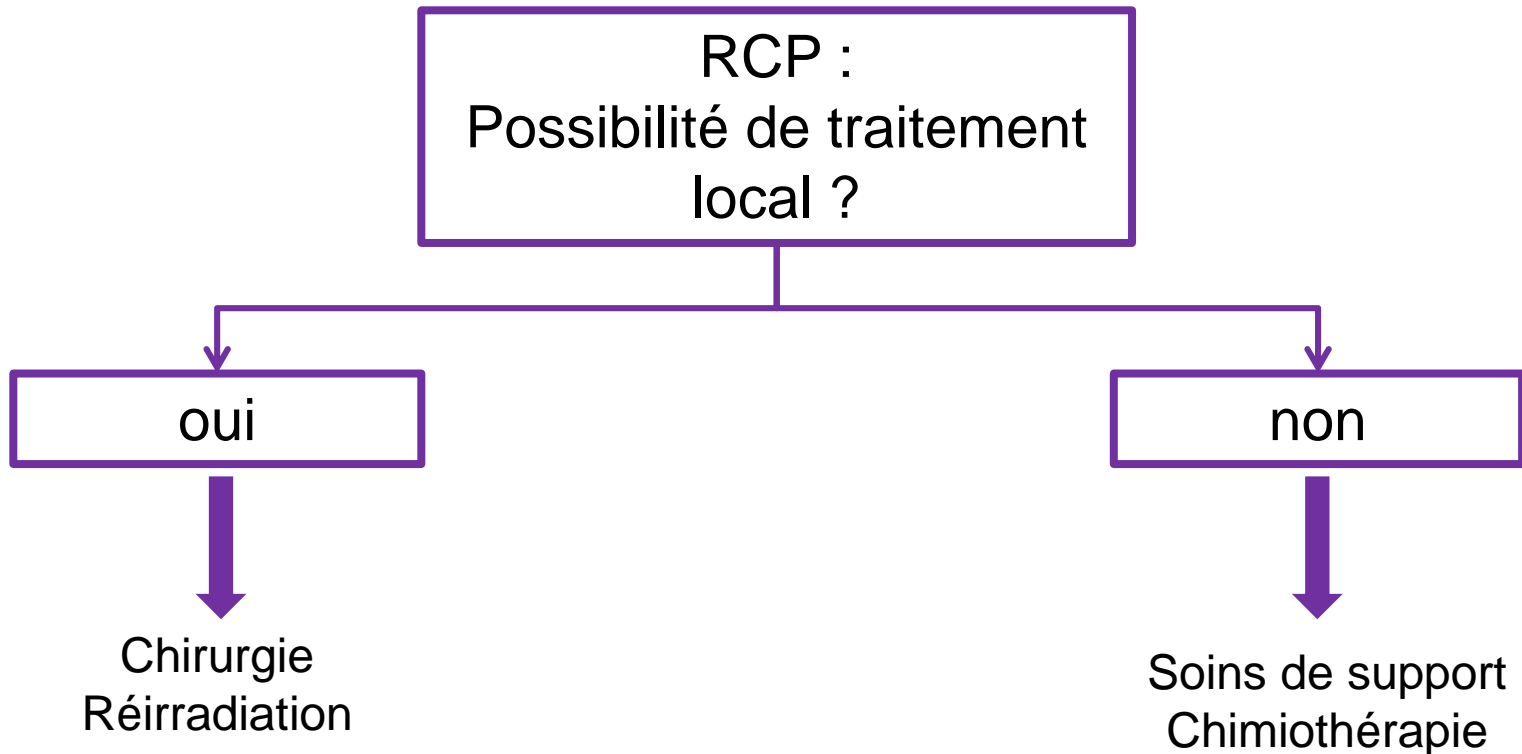 RCP :
Possibilité de traitement
local ?
oui
non
Chirurgie
Réirradiation
Soins de support
Chimiothérapie